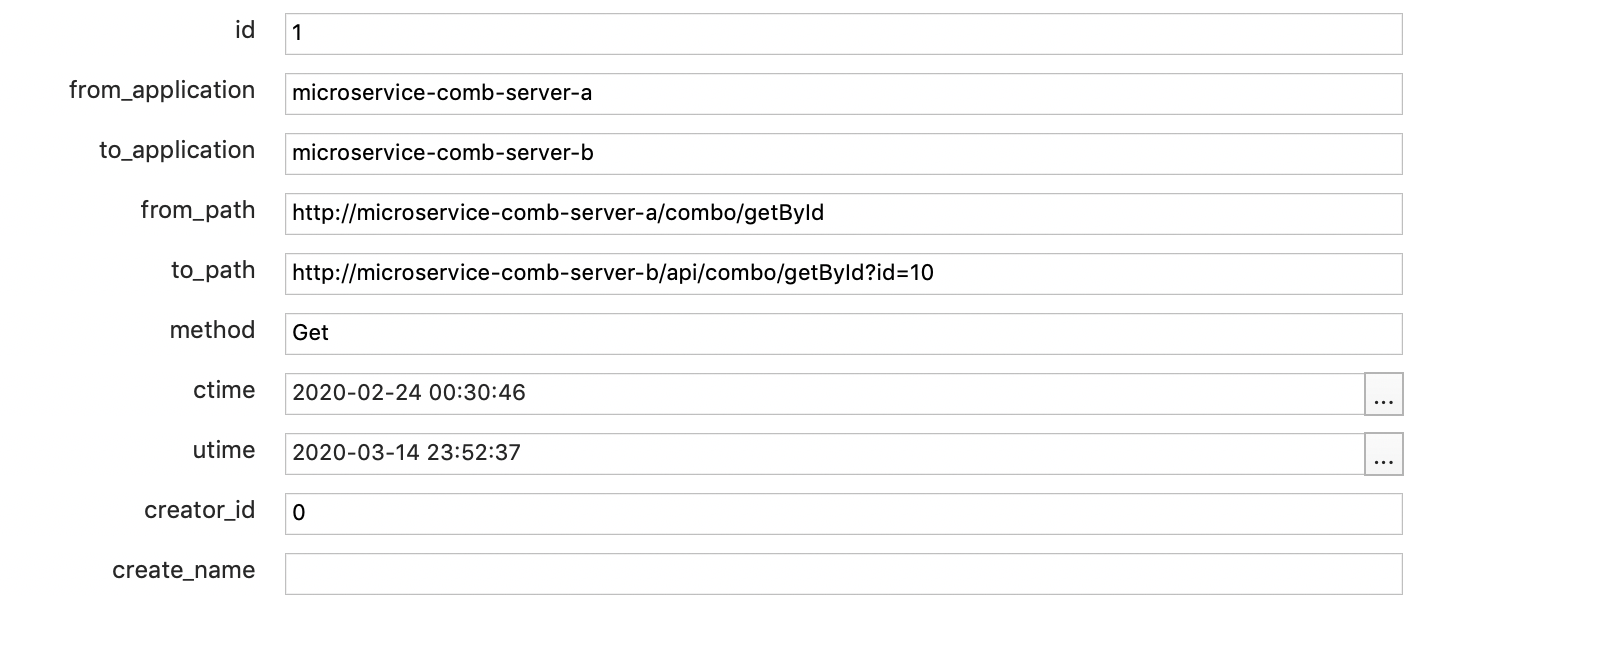 id 1
from_application microservice-comb-server-a
to_application microservice-comb-server-b
from_path http://microservice-comb-server-a/combo/getById
to_path http://microservice-comb-server-b/api/combo/getById?id=10
method Get
ctime 2020-02-24 00:30:46 ...
utime 2020-03-14 23:52:37 ...
creator_id 0
create_name